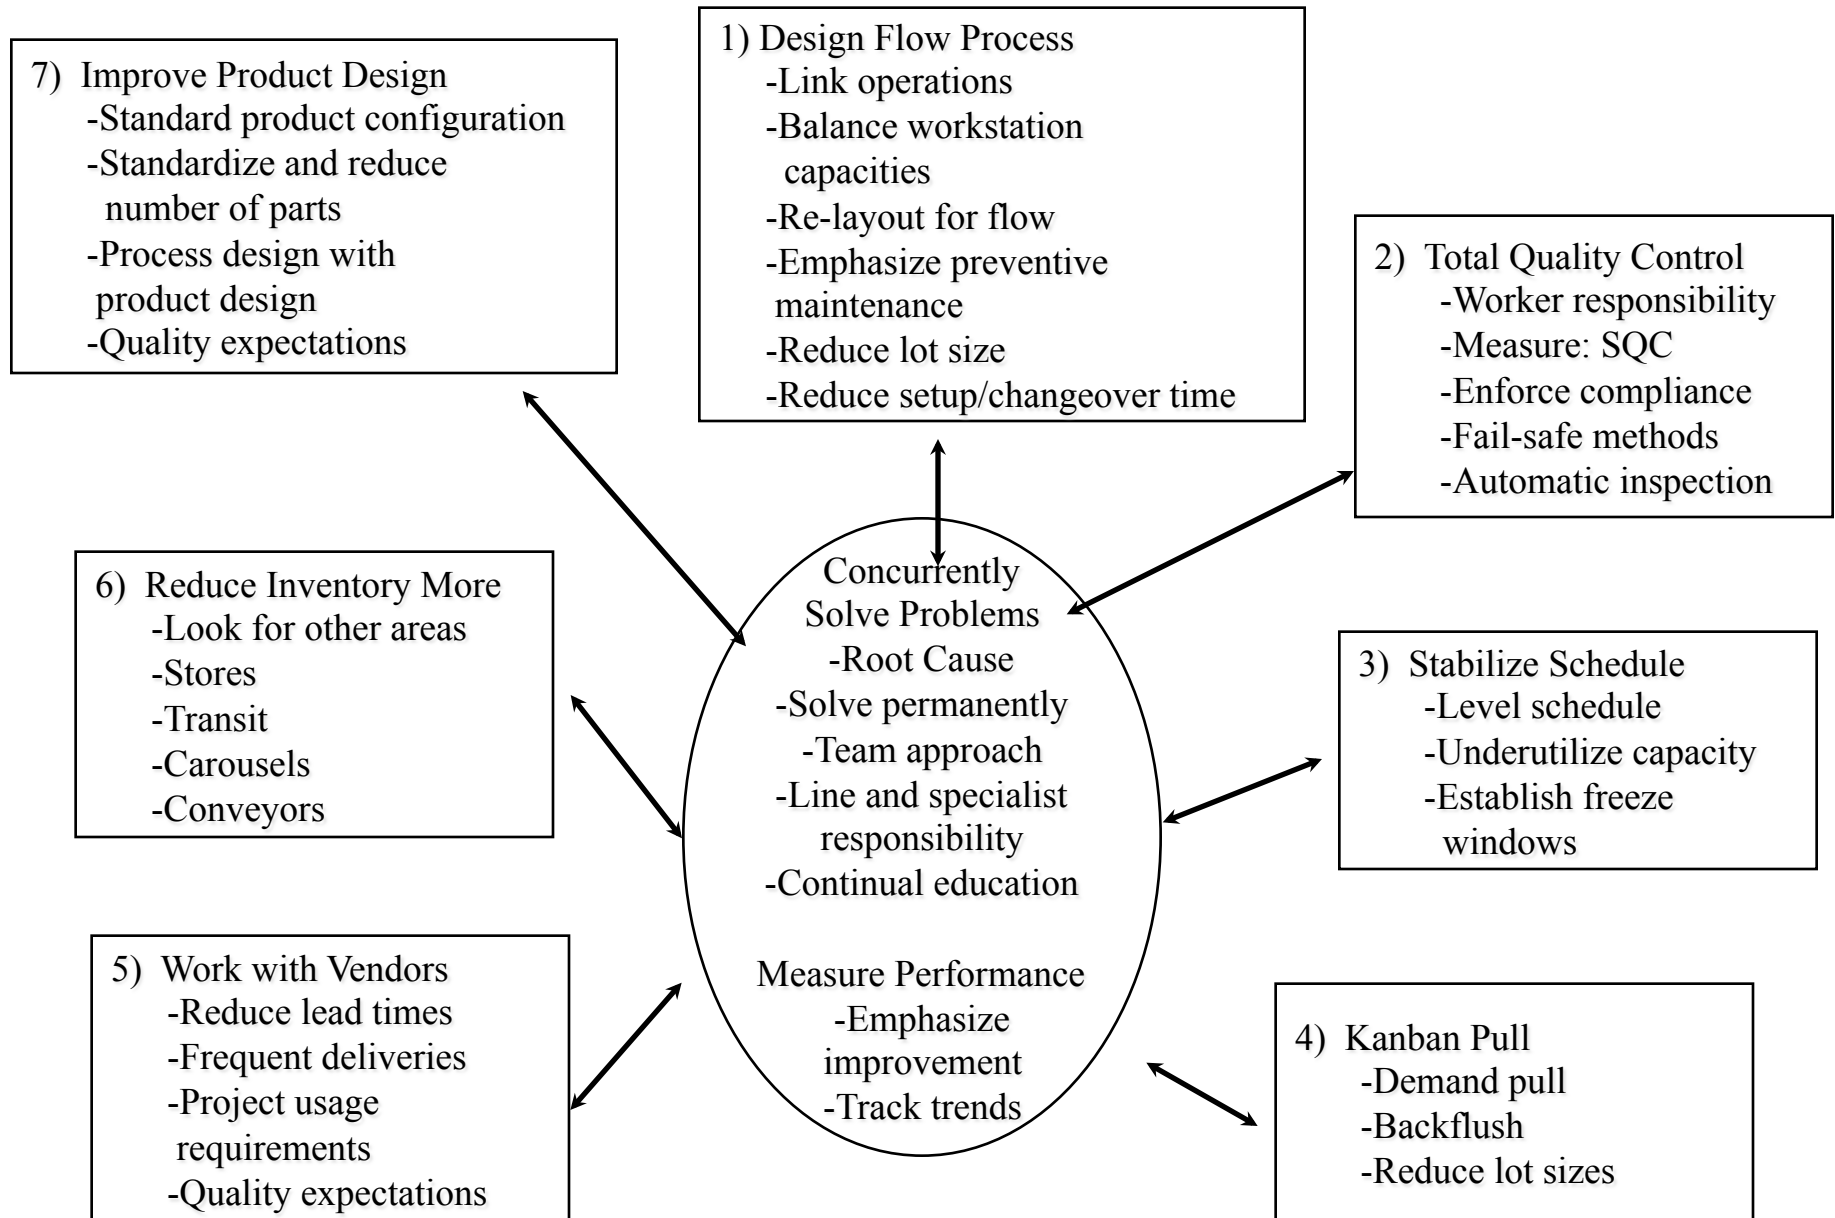 1) Design Flow Process
-Link operations
-Balance workstation
capacities
-Re-layout for flow
-Emphasize preventive
maintenance
-Reduce lot size
-Reduce setup/changeover time
2) Total Quality Control
-Worker responsibility
-Measure: SQC
-Enforce compliance
-Fail-safe methods
-Automatic inspection
3) Stabilize Schedule
-Level schedule
-Underutilize capacity
-Establish freeze
windows
4) Kanban Pull
-Demand pull
-Backflush
-Reduce lot sizes
5) Work with Vendors
-Reduce lead times
-Frequent deliveries
-Project usage
requirements
-Quality expectations
6) Reduce Inventory More
-Look for other areas
-Stores
-Transit
-Carousels
-Conveyors
7) Improve Product Design
-Standard product configuration
-Standardize and reduce
number of parts
-Process design with
product design
-Quality expectations
Concurrently
Solve Problems
-Root Cause
-Solve permanently
-Team approach
-Line and specialist
responsibility
-Continual education
Measure Performance
-Emphasize
improvement
-Track trends